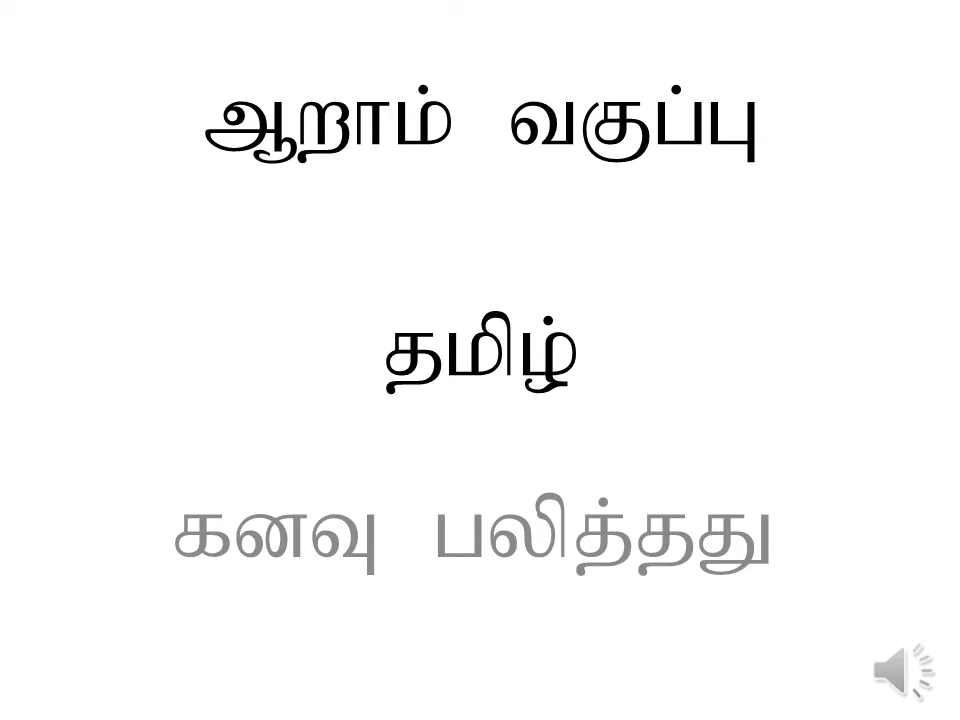 ஆறாம் வகுப்பு
தமிழ்
கனவு பலித்தது